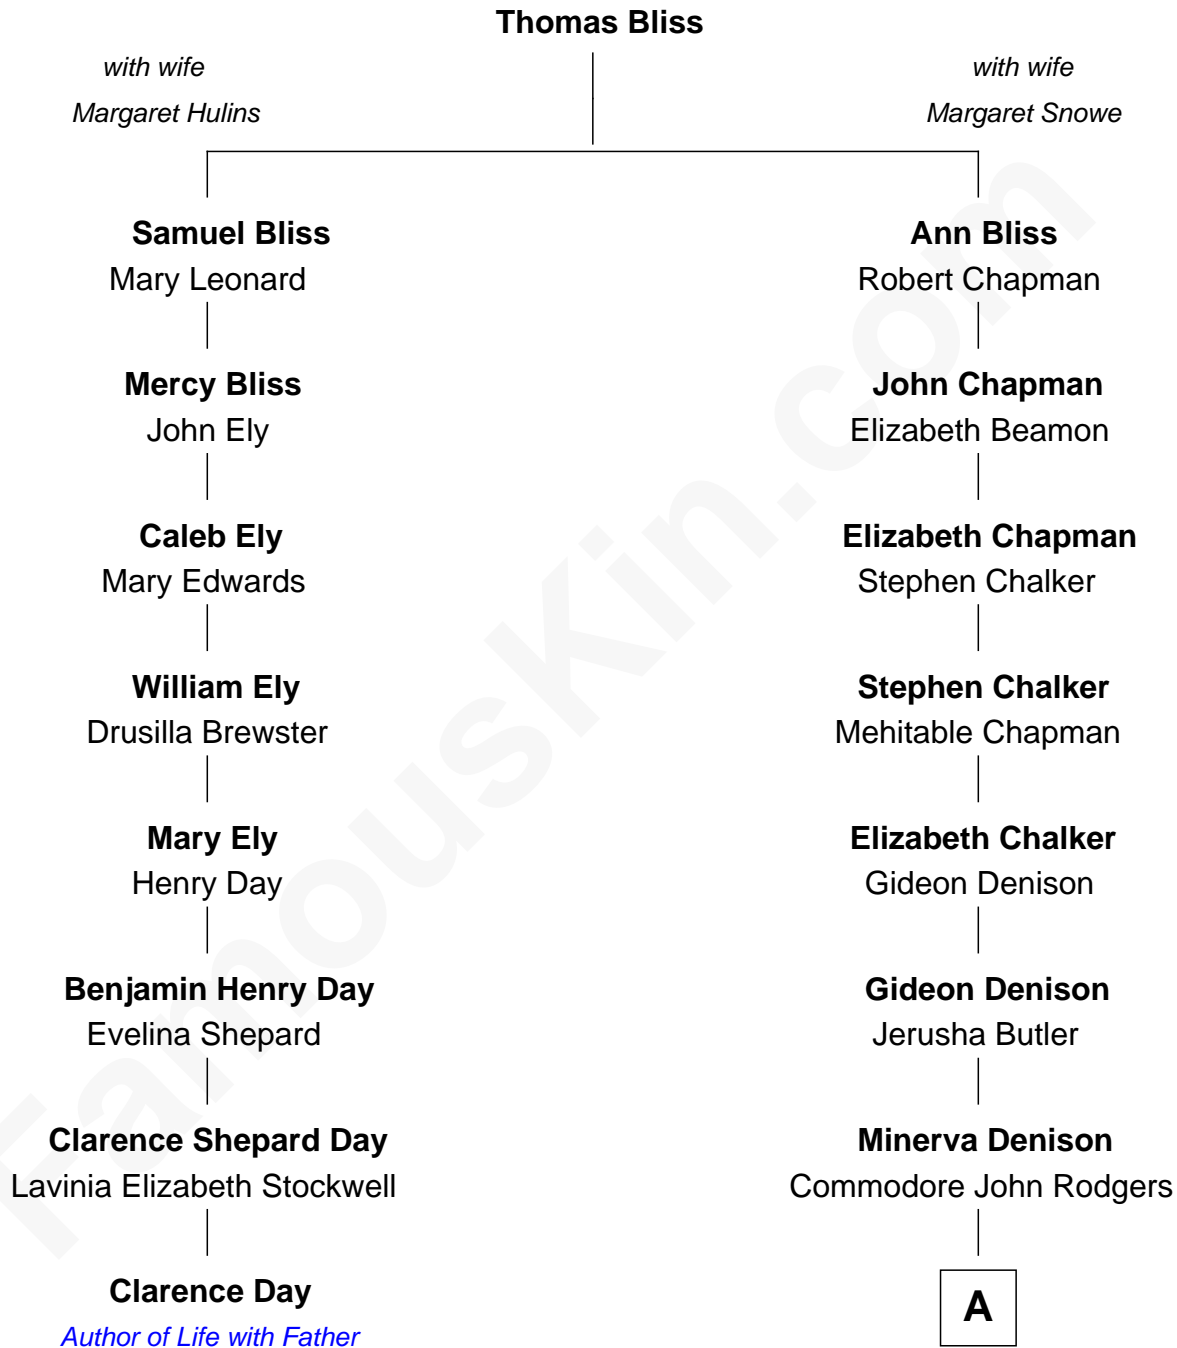 Thomas Bliss
with wife
Margaret Hulins
with wife
Margaret Snowe
Samuel Bliss
Mary Leonard
Ann Bliss
Robert Chapman
Mercy Bliss
John Ely
John Chapman
Elizabeth Beamon
Caleb Ely
Mary Edwards
Elizabeth Chapman
Stephen Chalker
William Ely
Drusilla Brewster
Stephen Chalker
Mehitable Chapman
Mary Ely
Henry Day
Elizabeth Chalker
Gideon Denison
Benjamin Henry Day
Evelina Shepard
Gideon Denison
Jerusha Butler
Clarence Shepard Day
Lavinia Elizabeth Stockwell
Minerva Denison
Commodore John Rodgers
Clarence Day
Author of Life with Father
A
FamousKin.com